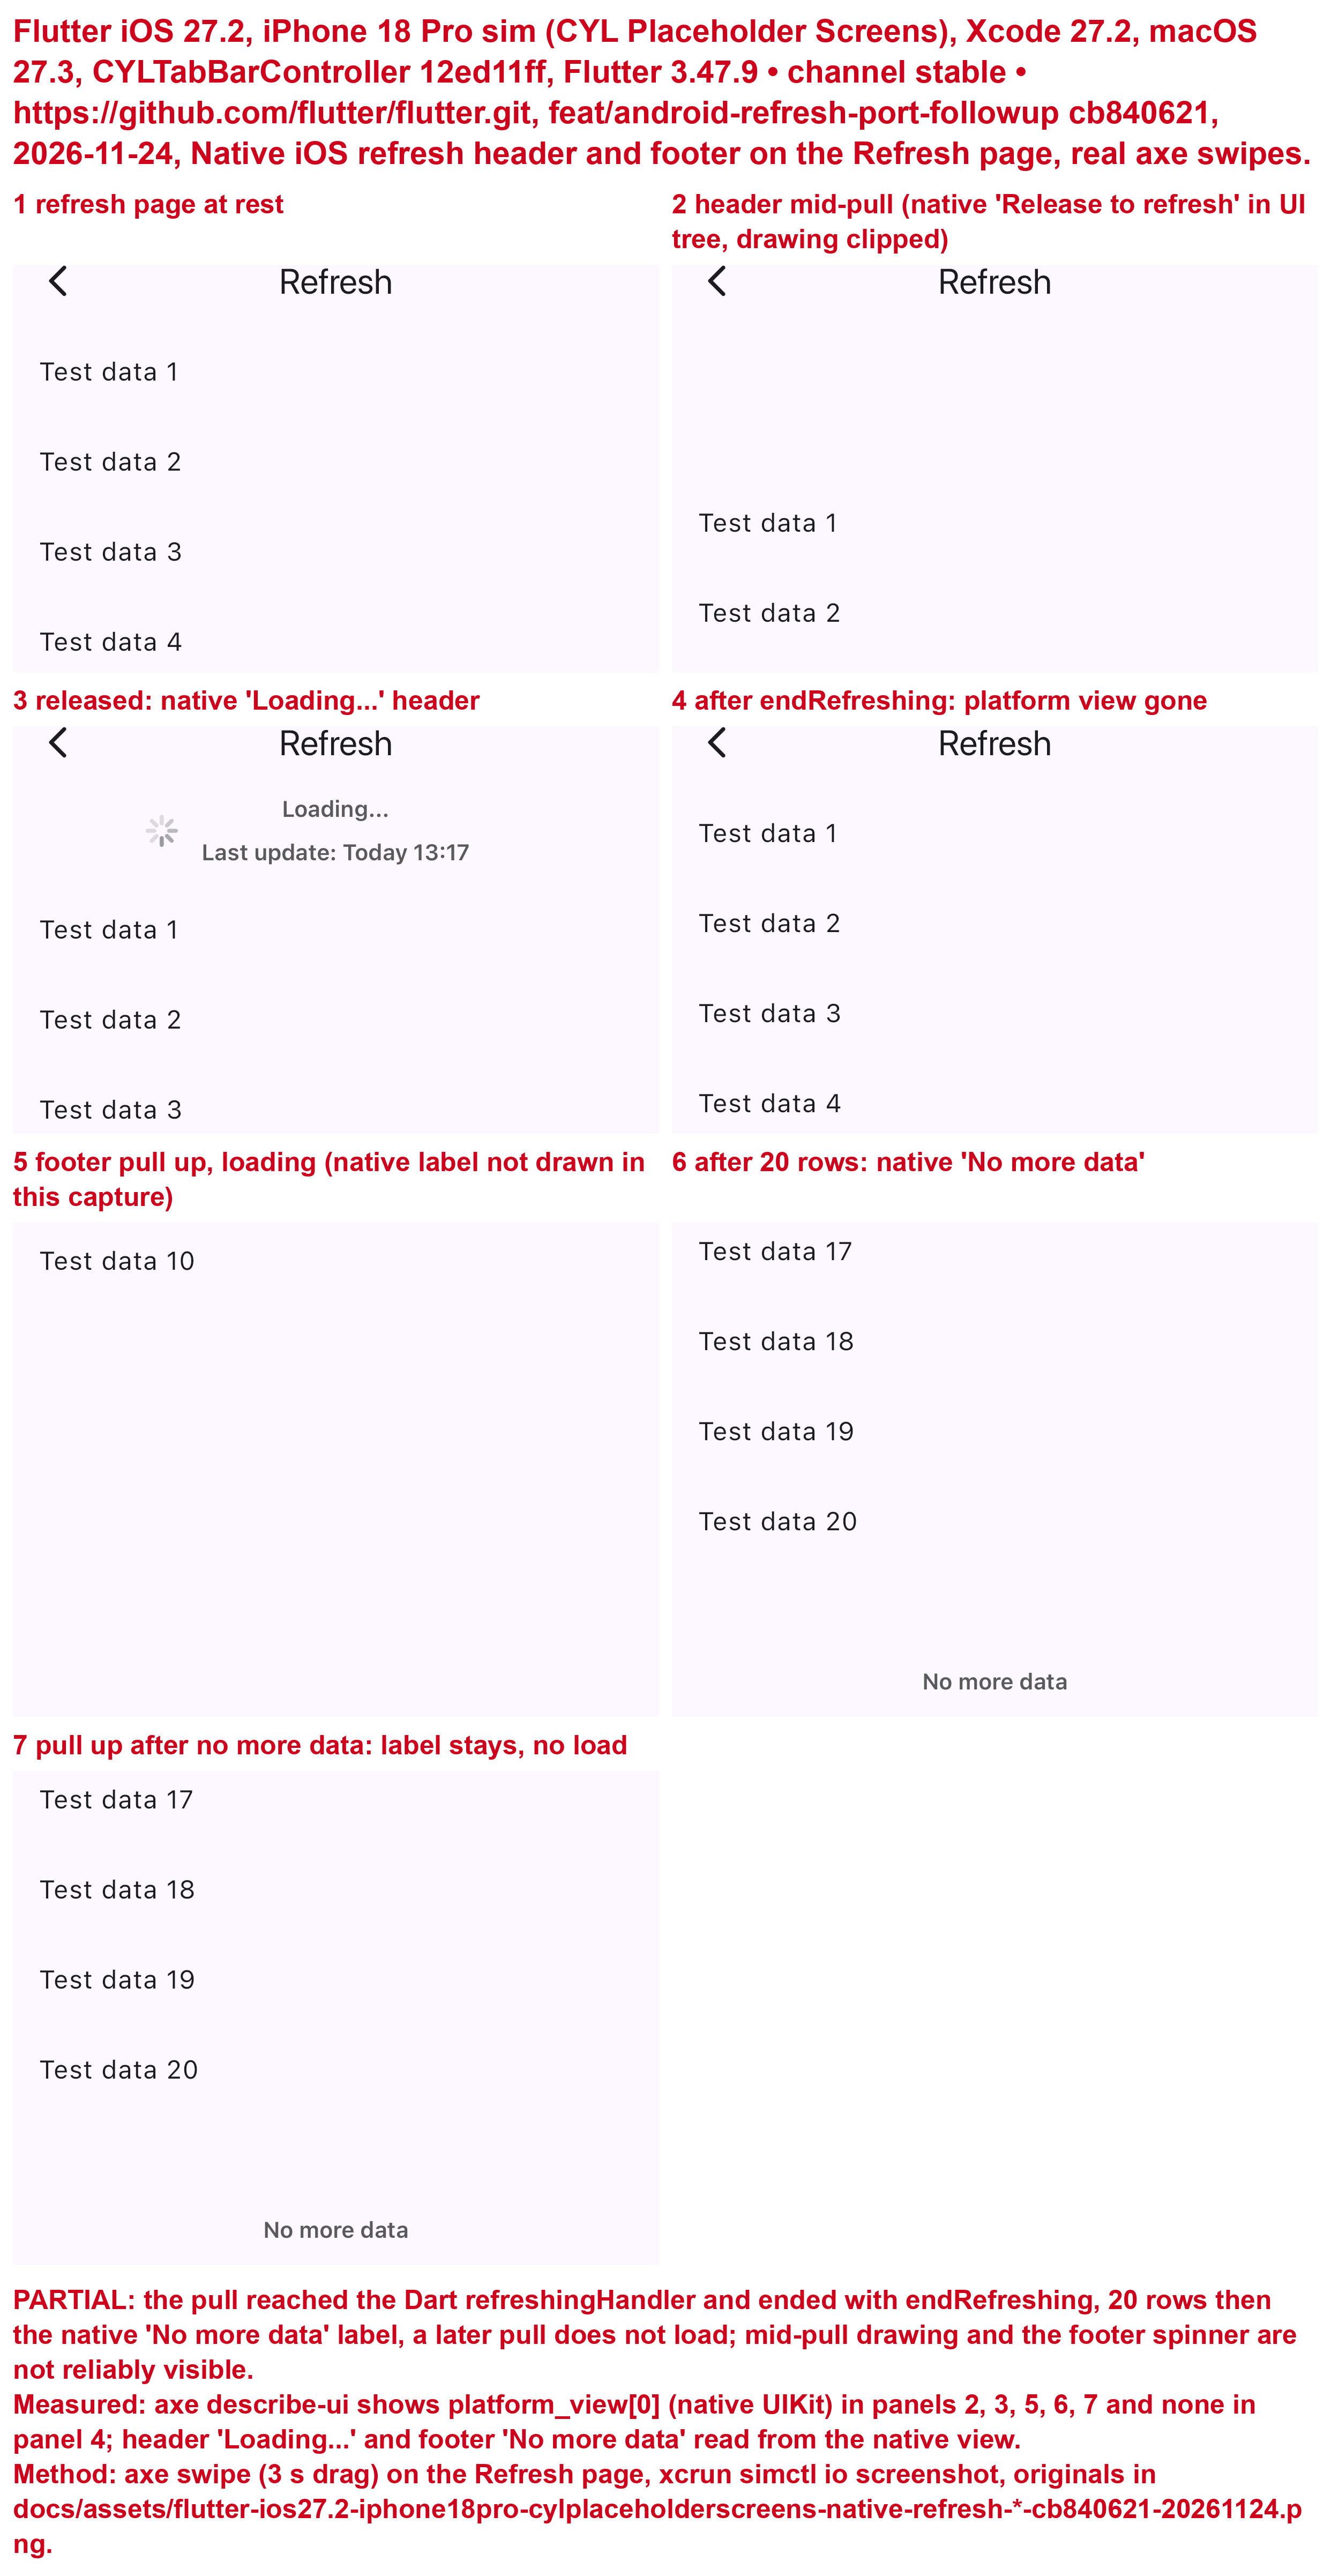 Flutter iOS 27.2, iPhone 18 Pro sim (CYL Placeholder Screens), Xcode 27.2, macOS
27.3, CYLTabBarController 12ed11ff, Flutter 3.47.9 • channel stable •
https://github.com/flutter/flutter.git, feat/android-refresh-port-followup cb840621,
2026-11-24, Native iOS refresh header and footer on the Refresh page, real axe swipes.
1 refresh page at rest
Refresh
Test data 1
Test data 2
Test data 3
Test data 4
2 header mid-pull (native 'Release to refresh' in UI
tree, drawing clipped)
Refresh
Test data 1
Test data 2
3 released: native 'Loading...' header
Refresh
Loading...
Last update: Today 13:17
Test data 1
Test data 2
Test data 3
4 after endRefreshing: platform view gone
Refresh
Test data 1
Test data 2
Test data 3
Test data 4
5 footer pull up, loading (native label not drawn in
this capture)
Test data 10
6 after 20 rows: native 'No more data'
Test data 17
Test data 18
Test data 19
Test data 20
No more data
7 pull up after no more data: label stays, no load
Test data 17
Test data 18
Test data 19
Test data 20
No more data
PARTIAL: the pull reached the Dart refreshingHandler and ended with endRefreshing, 20 rows then
the native 'No more data' label, a later pull does not load; mid-pull drawing and the footer spinner are
not reliably visible.
Measured: axe describe-ui shows platform_view[0] (native UIKit) in panels 2, 3, 5, 6, 7 and none in
panel 4; header 'Loading...' and footer 'No more data' read from the native view.
Method: axe swipe (3 s drag) on the Refresh page, xcrun simctl io screenshot, originals in
docs/assets/flutter-ios27.2-iphone18pro-cylplaceholderscreens-native-refresh-*-cb840621-20261124.p
ng.